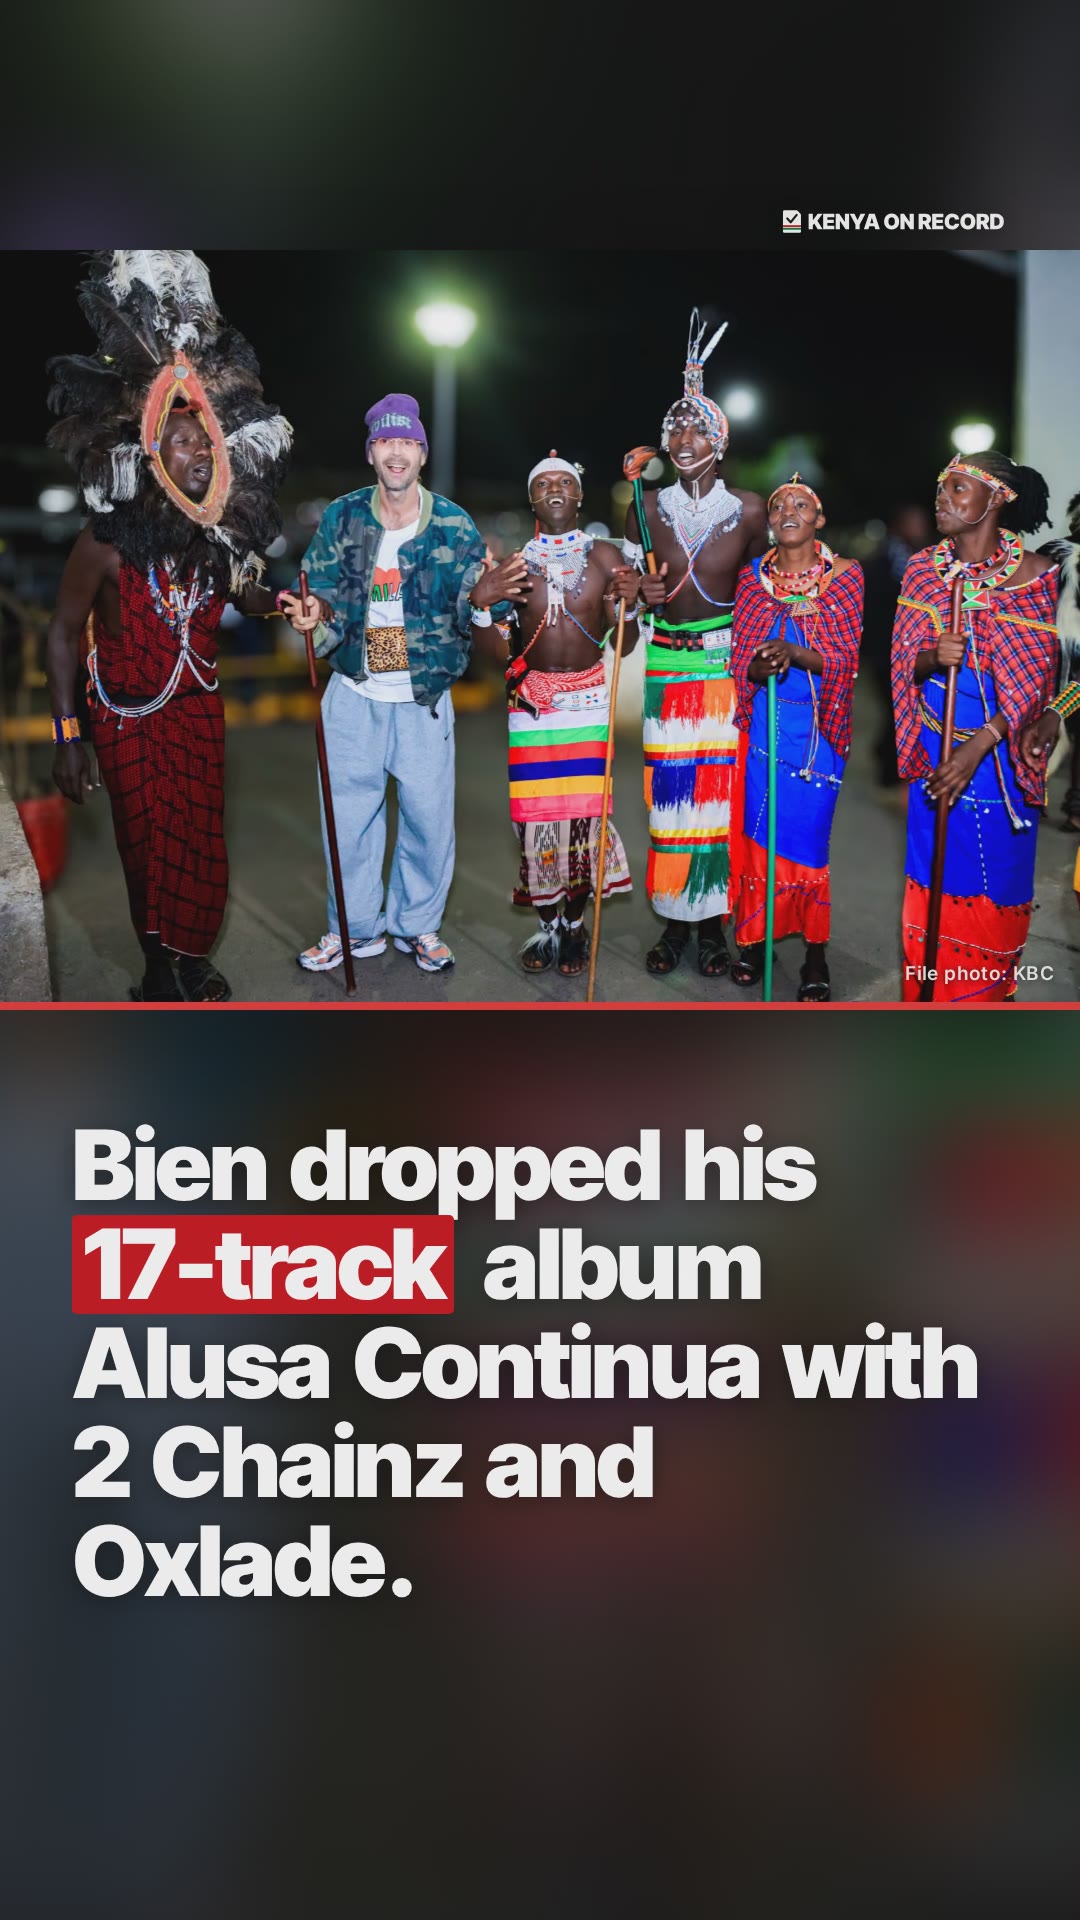 KENYA ON RECORD
File photo: KBC
Bien dropped his
17-track album
Alusa Continua with
2 Chainz and
Oxlade.